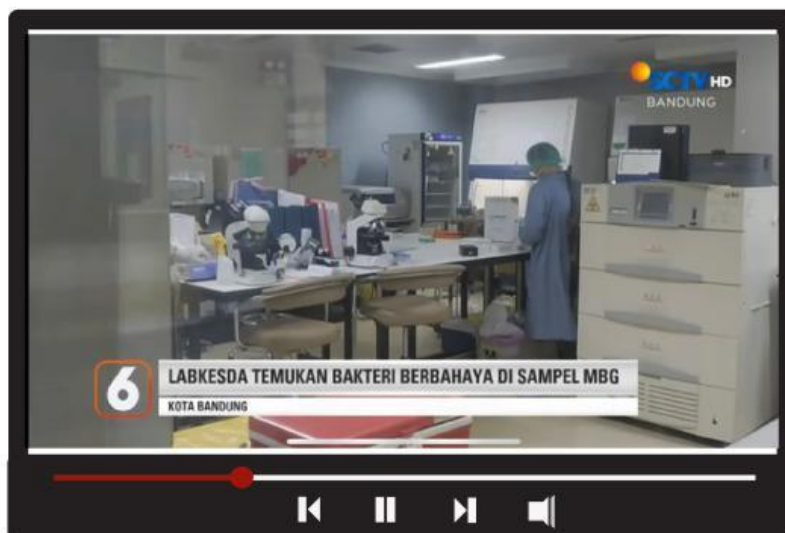 SCTV HD
BANDUNG
6
LABKESDA TEMUKAN BAKTERI BERBAHAYA DI SAMPEL MBG
KOTA BANDUNG